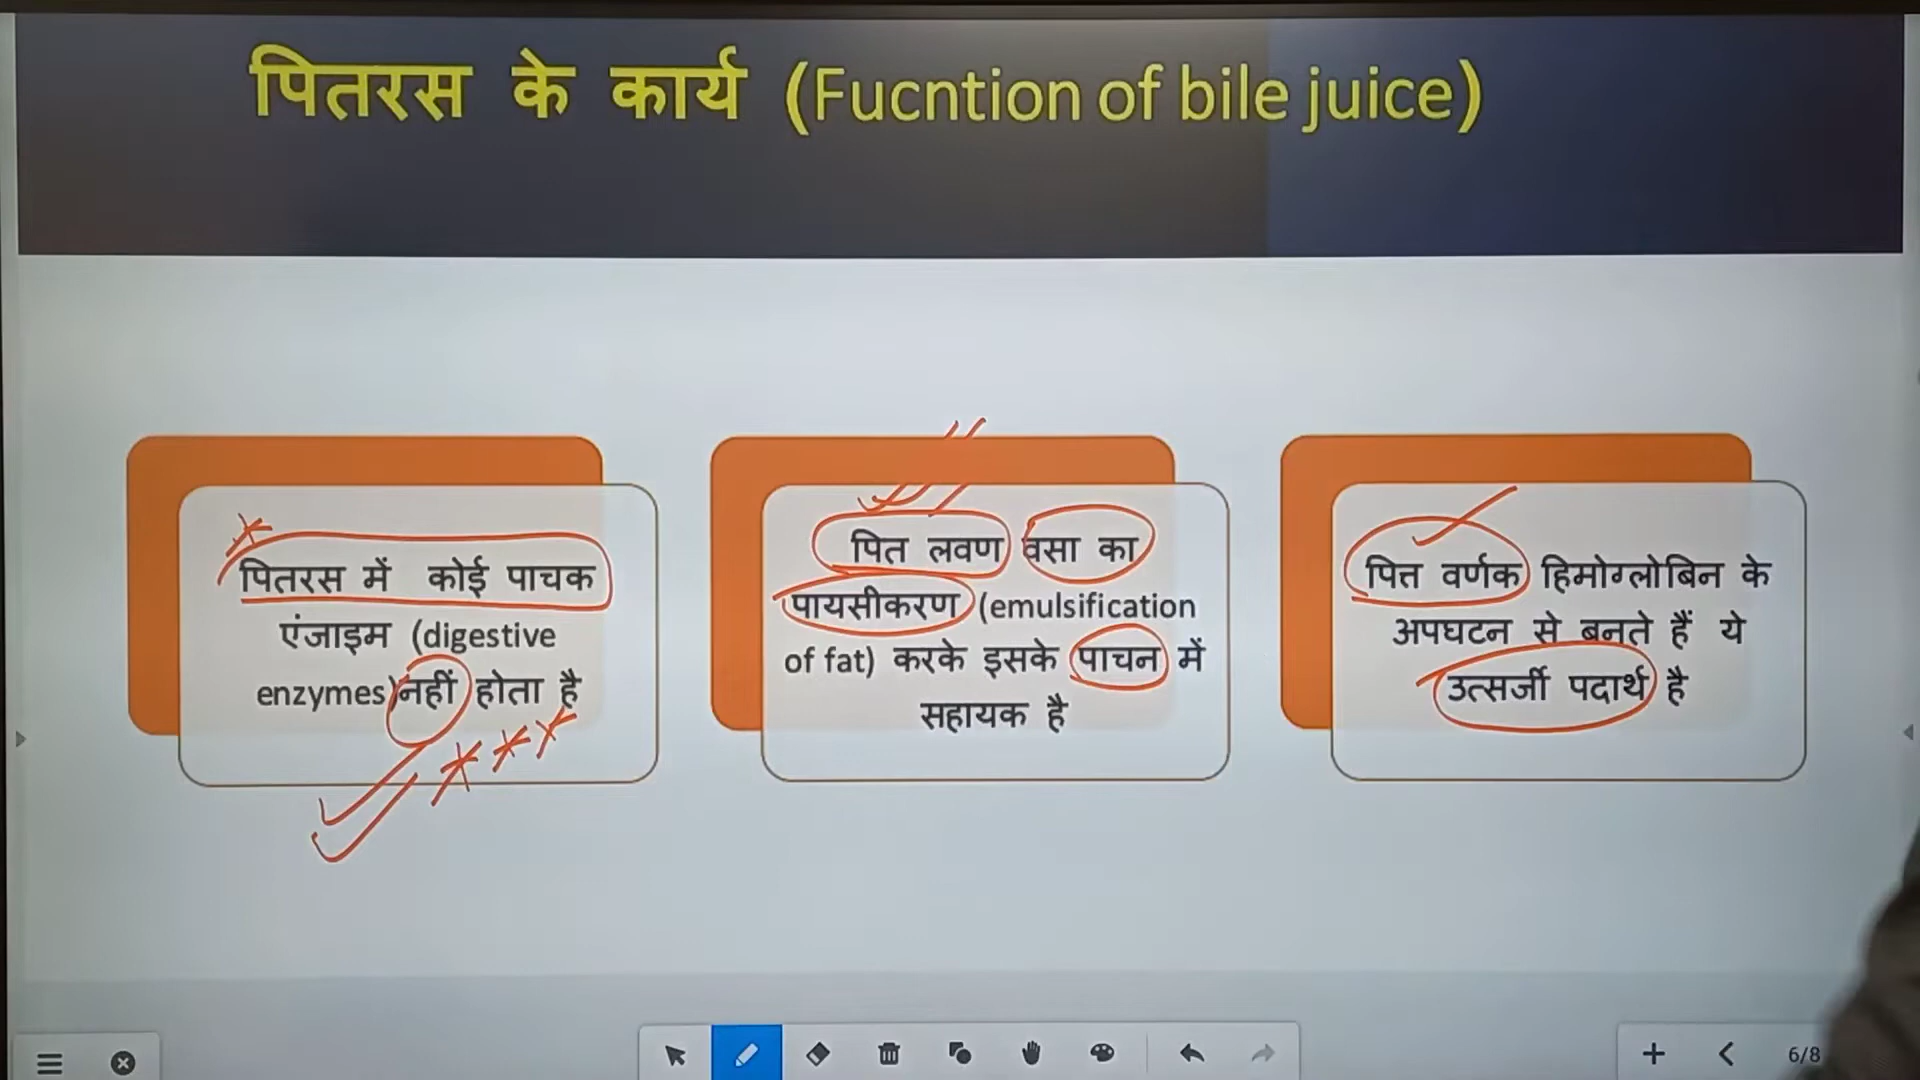 पितरस के कार्य (Fucntion of bile juice)
पितरस में कोई पाचक
एंजाइम (digestive
enzymes)नहीं होता है
पित लवण वसा का
पायसीकरण (emulsification
of fat) करके इसके पाचन में
सहायक है
पित्त वर्णक हिमोग्लोबिन के
अपघटन से बनते हैं ये
उत्सर्जी पदार्थ है
6/8